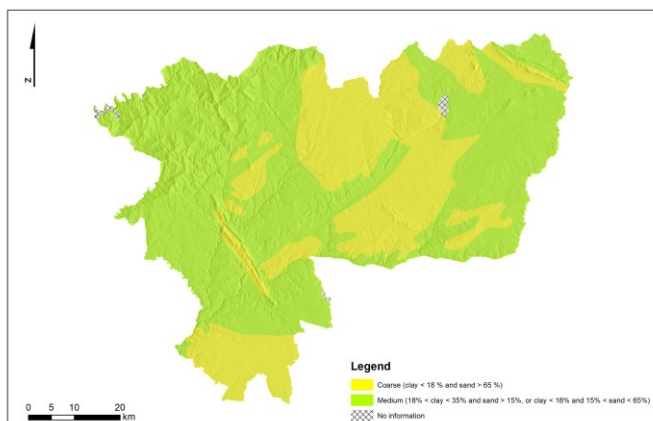 N
Legend
Coarse (clay < 18 % and sand > 65 %)
Medium (18% < clay < 35% and sand > 15%, or clay < 18% and 15% < sand < 65%)
No information
0 5 10 20
km